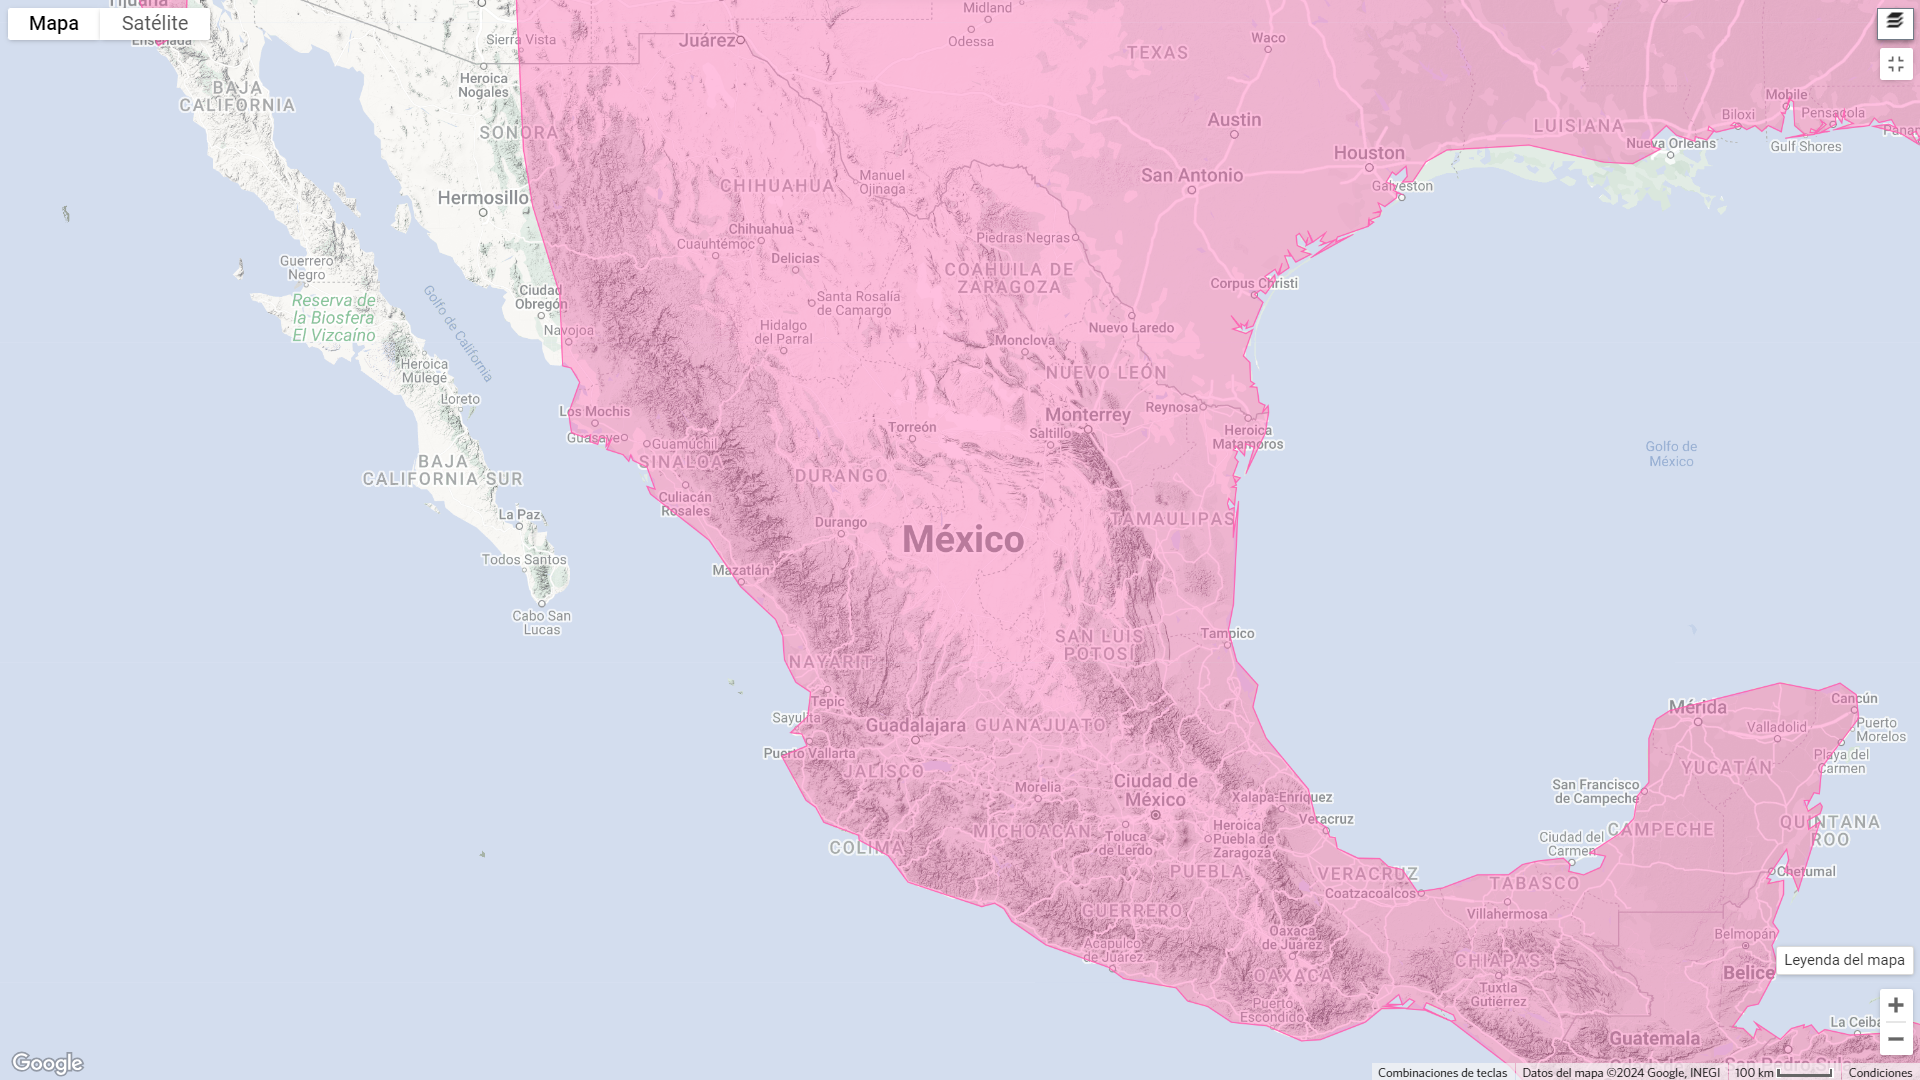 Tijuana
Mapa
Satélite
Ensenada
Sierra Vista
Juárez
Midland
Odessa
TEXAS
Waco
Heroica
Nogales
BAJA
CALIFORNIA
SONORA
Austin
Mobile
Biloxi
Pensacola
LUISIANA
Nueva Orleans
Gulf Shores
Houston
San Antonio
Galveston
Hermosillo
CHIHUAHUA
Manuel
Ojinaga
Chihuahua
Cuauhtémoc
Delicias
Piedras Negras
COAHUILA DE
ZARAGOZA
Guerrero
Negro
Reserva de
la Biosfera
El Vizcaíno
Golfo de California
Ciudad
Obregón
Navojoa
Santa Rosalía
de Camargo
Hidalgo
del Parral
Corpus Christi
Nuevo Laredo
Monclova
NUEVO LEÓN
Heroica
Mulegé
Loreto
Los Mochis
Guasave
Guamúchil
SINALOA
Torreón
Monterrey
Saltillo
Reynosa
Heroica
Matamoros
Golfo de
México
BAJA
CALIFORNIA SUR
DURANGO
Culiacán
Rosales
La Paz
Durango
México
TAMAULIPAS
Todos Santos
Mazatlán
Cabo San
Lucas
SAN LUIS
POTOSÍ
Tampico
NAYARIT
Tepic
Sayulita
Guadalajara
GUANAJUATO
Puerto Vallarta
JALISCO
Mérida
Cancún
Valladolid
Puerto
Morelos
Playa del
Carmen
YUCATÁN
San Francisco
de Campeche
Morelia
Ciudad de
México
Xalapa-Enríquez
Veracruz
COLIMA
MICHOACÁN
Toluca
de Lerdo
Heroica
Puebla de
Zaragoza
Ciudad del
Carmen
CAMPECHE
QUINTANA
ROO
PUEBLA
VERACRUZ
Coatzacoalcos
TABASCO
Chetumal
GUERRERO
Villahermosa
Acapulco
de Juárez
Oaxaca
de Juárez
Belmopán
Belice
Leyenda del mapa
OAXACA
CHIAPAS
Tuxtla
Gutiérrez
Puerto
Escondido
La Ceiba
Guatemala
San Pedro Sula
Google
Combinaciones de teclas
Datos del mapa ©2024 Google, INEGI
100 km
Condiciones